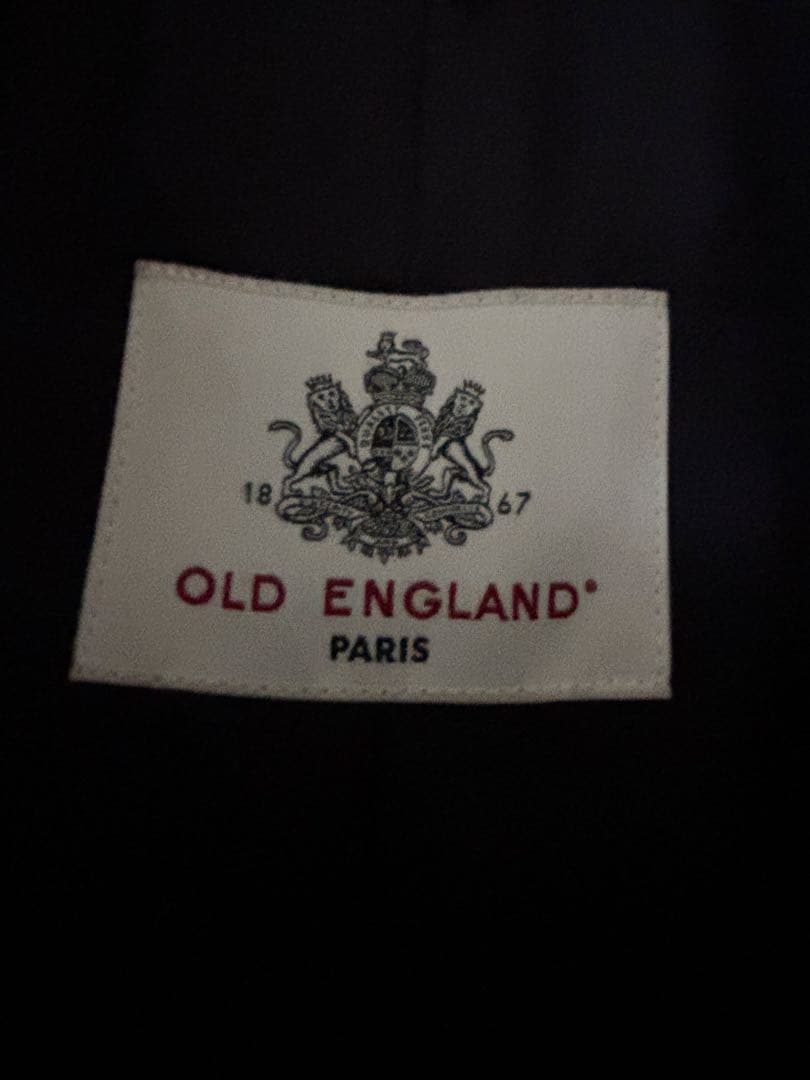 18 67
OLD ENGLAND
PARIS